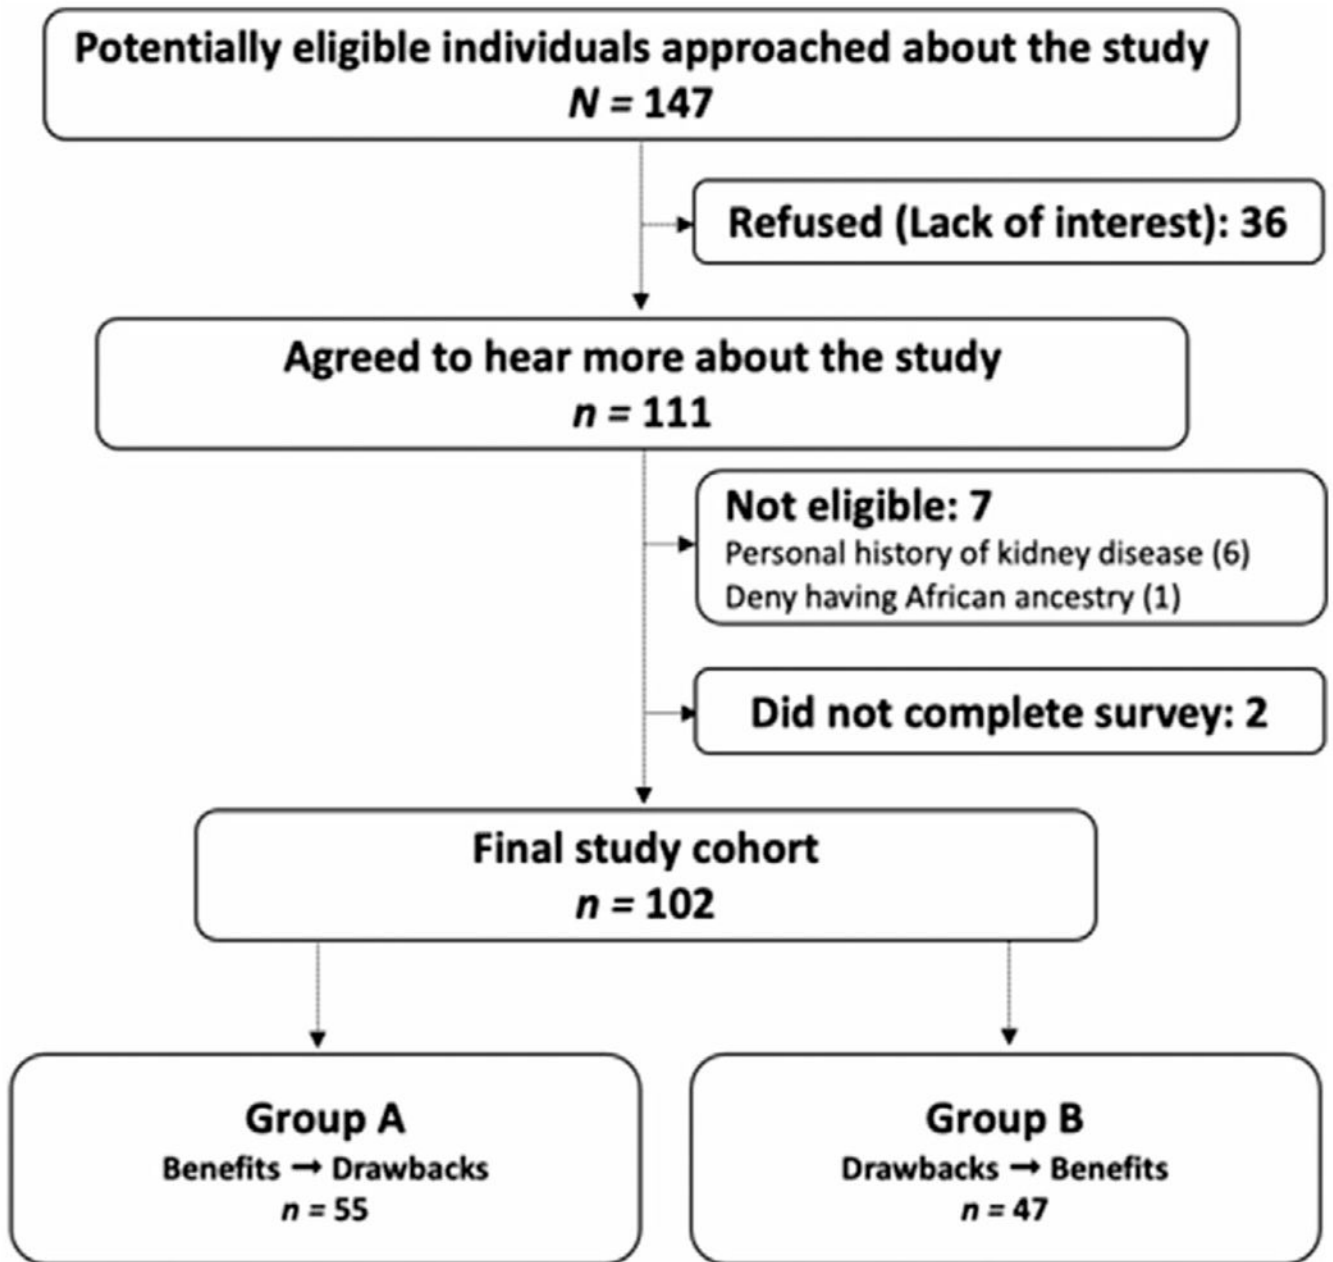 Potentially eligible individuals approached about the study
N = 147
Refused (Lack of interest): 36
Agreed to hear more about the study
n = 111
Not eligible: 7
Personal history of kidney disease (6)
Deny having African ancestry (1)
Did not complete survey: 2
Final study cohort
n = 102
Group A
Benefits → Drawbacks
n = 55
Group B
Drawbacks → Benefits
n = 47